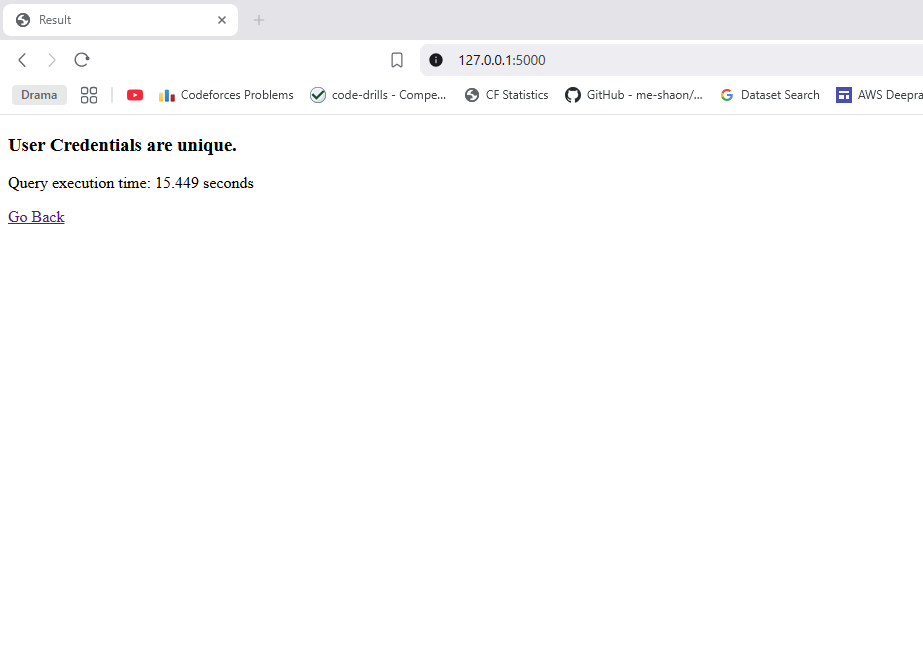 Result
127.0.0.1:5000
Drama
Codeforces Problems
code-drills - Compe...
CF Statistics
GitHub - me-shaon/...
Dataset Search
AWS Deepra
User Credentials are unique.
Query execution time: 15.449 seconds
Go Back